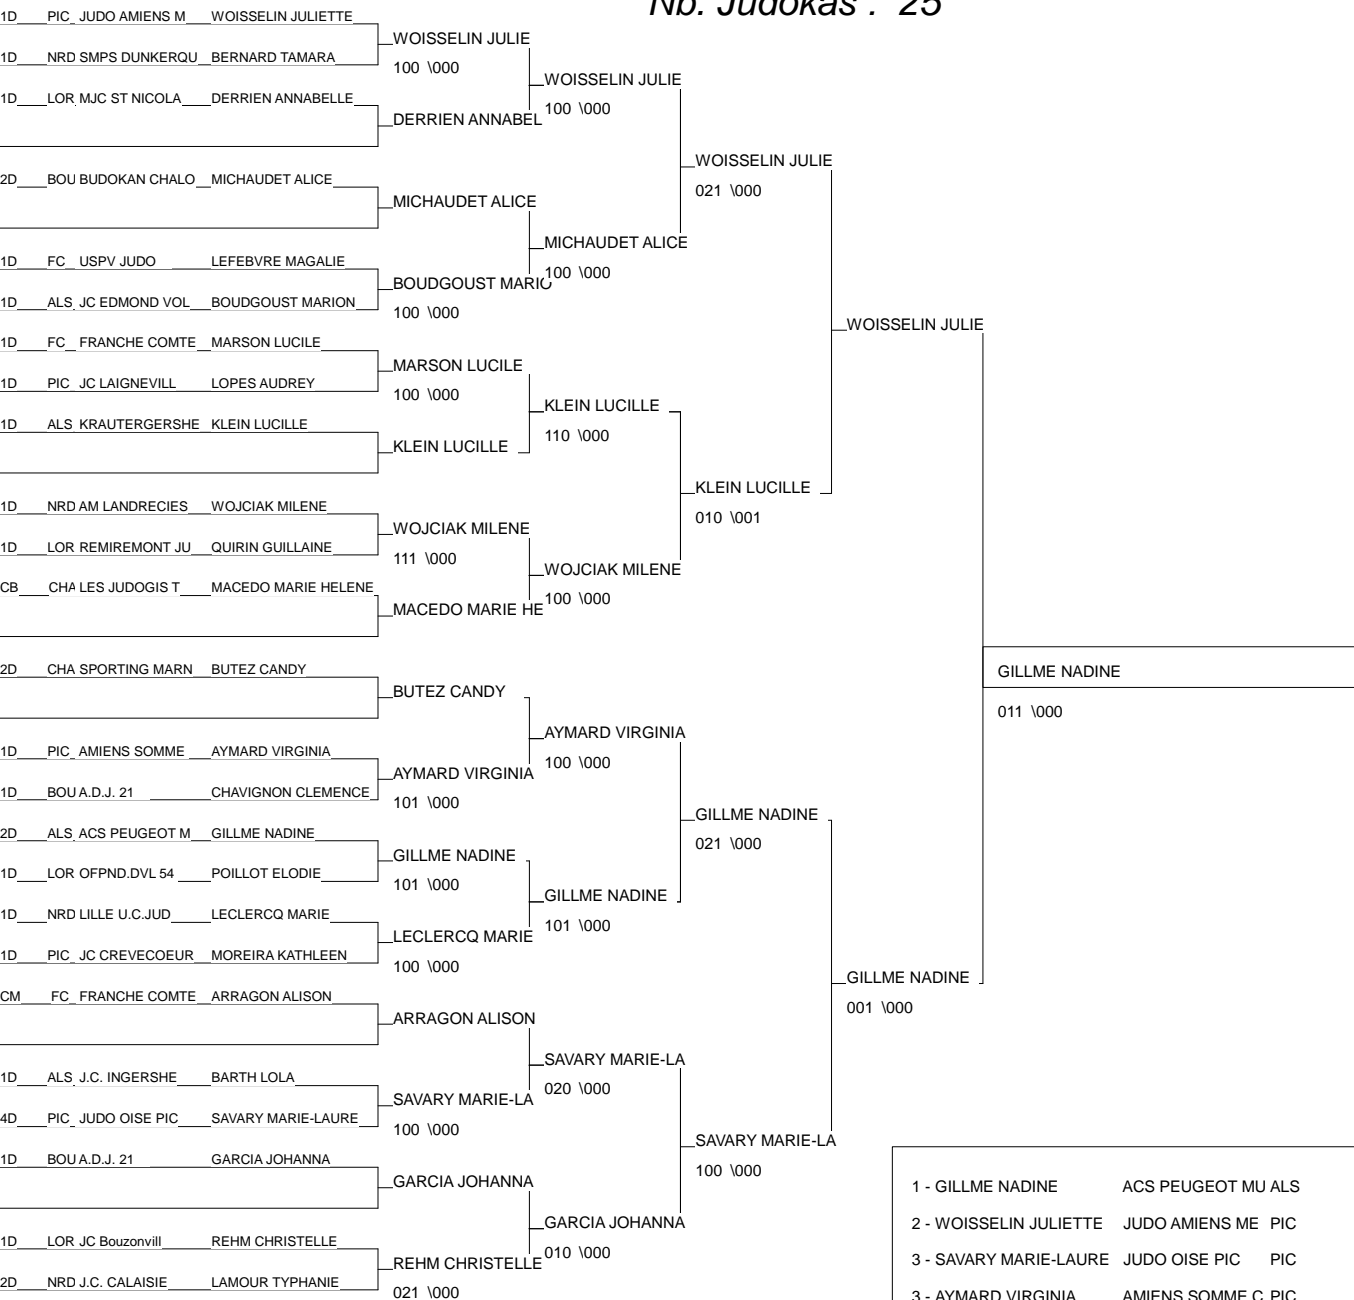 Nb. Judokas : 25
1D PIC JUDO AMIENS M WOISSELIN JULIETTE
WOISSELIN JULIE
1D NRD SMPS DUNKERQU BERNARD TAMARA
100 \000
WOISSELIN JULIE
1D LOR MJC ST NICOLA DERRIEN ANNABELLE
100 \000
DERRIEN ANNABEL
WOISSELIN JULIE
2D BOU BUDOKAN CHALO MICHAUDET ALICE
021 \000
MICHAUDET ALICE
MICHAUDET ALICE
1D FC USPV JUDO LEFEBVRE MAGALIE
100 \000
BOUDGOUST MARIO
1D ALS JC EDMOND VOL BOUDGOUST MARION
100 \000
WOISSELIN JULIE
1D FC FRANCHE COMTE MARSON LUCILE
MARSON LUCILE
1D PIC JC LAIGNEVILL LOPES AUDREY
100 \000
KLEIN LUCILLE
1D ALS KRAUTERGERSHE KLEIN LUCILLE
110 \000
KLEIN LUCILLE
KLEIN LUCILLE
1D NRD AM LANDRECIES WOJCIAK MILENE
010 \001
WOJCIAK MILENE
1D LOR REMIREMONT JU QUIRIN GUILLAINE
111 \000
WOJCIAK MILENE
CB CHA LES JUDOGIS T MACEDO MARIE HELENE
100 \000
MACEDO MARIE HE
2D CHA SPORTING MARN BUTEZ CANDY
GILLME NADINE
BUTEZ CANDY
011 \000
AYMARD VIRGINIA
1D PIC AMIENS SOMME AYMARD VIRGINIA
100 \000
AYMARD VIRGINIA
1D BOU A.D.J. 21 CHAVIGNON CLEMENCE
101 \000
GILLME NADINE
2D ALS ACS PEUGEOT M GILLME NADINE
021 \000
GILLME NADINE
1D LOR OFPND.DVL 54 POILLOT ELODIE
101 \000
GILLME NADINE
1D NRD LILLE U.C.JUD LECLERCQ MARIE
101 \000
LECLERCQ MARIE
1D PIC JC CREVECOEUR MOREIRA KATHLEEN
100 \000
GILLME NADINE
CM FC FRANCHE COMTE ARRAGON ALISON
001 \000
ARRAGON ALISON
SAVARY MARIE-LA
1D ALS J.C. INGERSHE BARTH LOLA
020 \000
SAVARY MARIE-LA
4D PIC JUDO OISE PIC SAVARY MARIE-LAURE
100 \000
SAVARY MARIE-LA
1D BOU A.D.J. 21 GARCIA JOHANNA
100 \000
GARCIA JOHANNA
1 - GILLME NADINE ACS PEUGEOT MU ALS
GARCIA JOHANNA
2 - WOISSELIN JULIETTE JUDO AMIENS ME PIC
1D LOR JC Bouzonvill REHM CHRISTELLE
010 \000
REHM CHRISTELLE
3 - SAVARY MARIE-LAURE JUDO OISE PIC PIC
2D NRD J.C. CALAISIE LAMOUR TYPHANIE
021 \000
3 - AYMARD VIRGINIA AMIENS SOMME C PIC